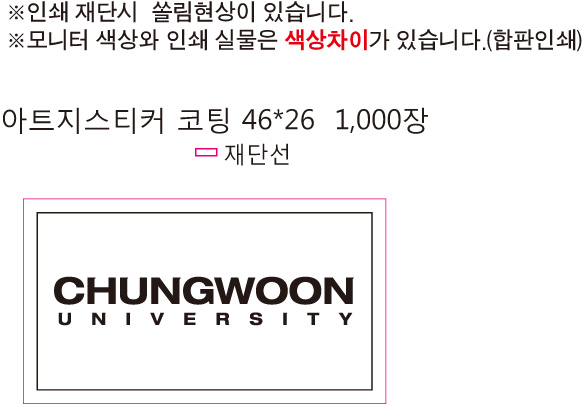 ※인쇄 재단시 쏠림현상이 있습니다.
※모니터 색상와 인쇄 실물은 색상차이가 있습니다.(합판인쇄)
아트지스티커 코팅 46*26 1,000장
재단선
CHUNGWOON
UNIVERSITY